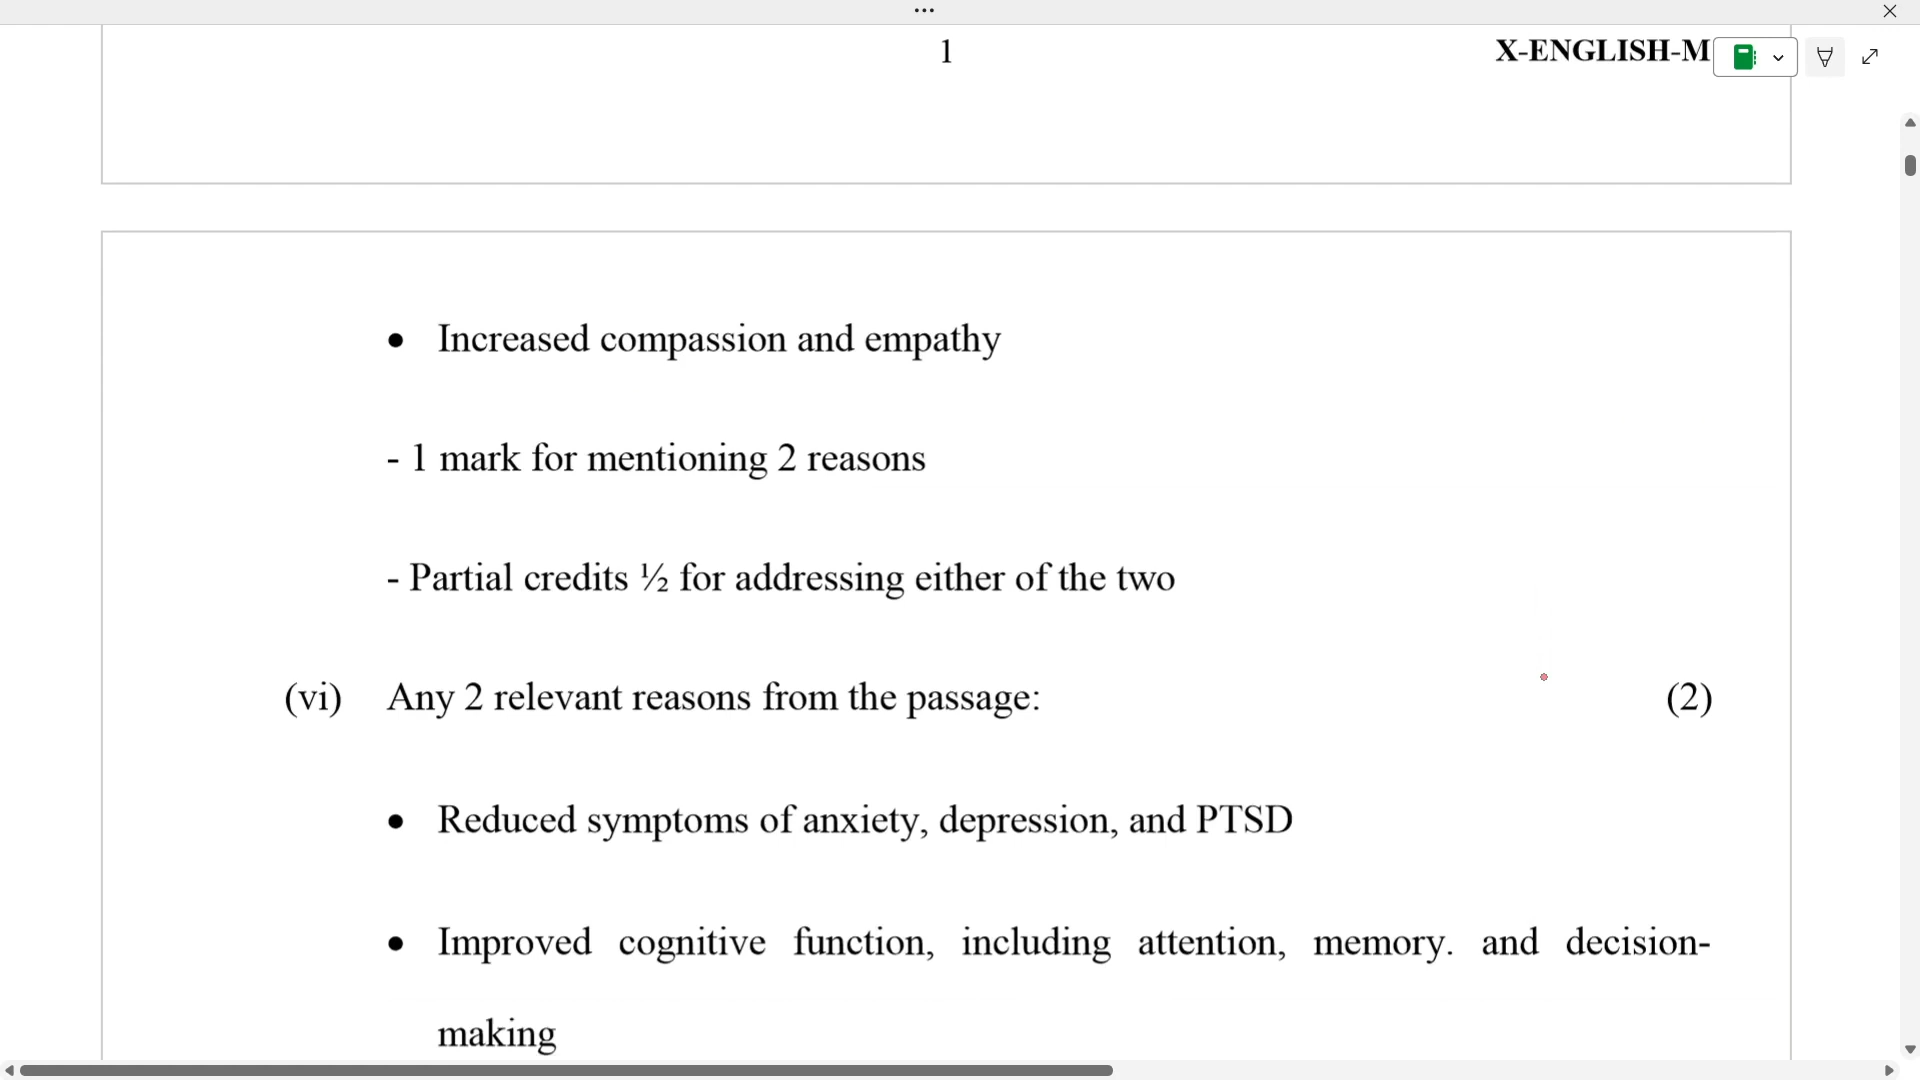 1
X-ENGLISH-M
• Increased compassion and empathy
- 1 mark for mentioning 2 reasons
- Partial credits ½ for addressing either of the two
(vi) Any 2 relevant reasons from the passage: (2)
• Reduced symptoms of anxiety, depression, and PTSD
• Improved cognitive function, including attention, memory. and decision-
making